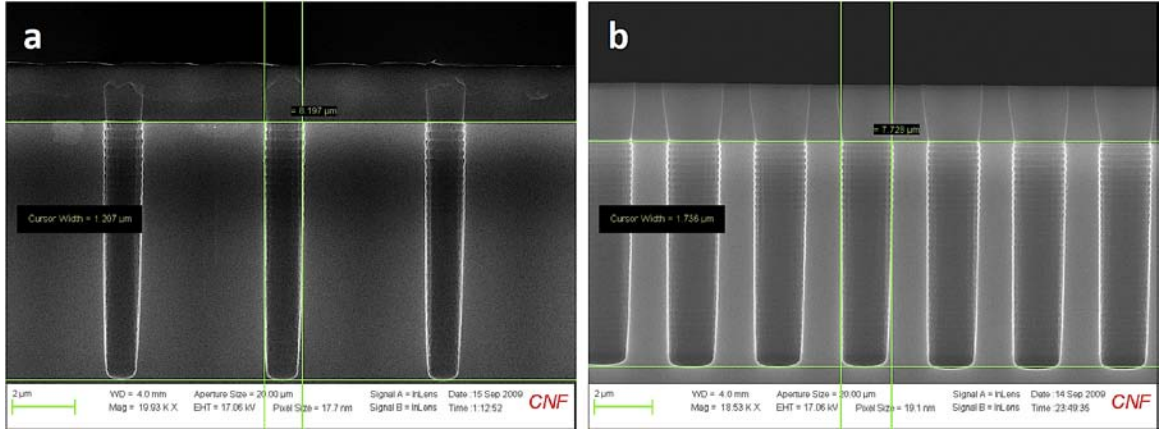 a
= 8.197 µm
Cursor Width = 1.207 µm
2 µm
WD = 4.0 mm
Aperture Size = 20.00 µm
Signal A = InLens
Date :15 Sep 2009
Mag = 19.93 K X
EHT = 17.06 kV
Pixel Size = 17.7 nm
Signal B = InLens
Time :1:12:52
CNF
b
= 7.728 µm
Cursor Width = 1.736 µm
2 µm
WD = 4.0 mm
Aperture Size = 20.00 µm
Signal A = InLens
Date :14 Sep 2009
Mag = 18.53 K X
EHT = 17.06 kV
Pixel Size = 19.1 nm
Signal B = InLens
Time :23:49:35
CNF